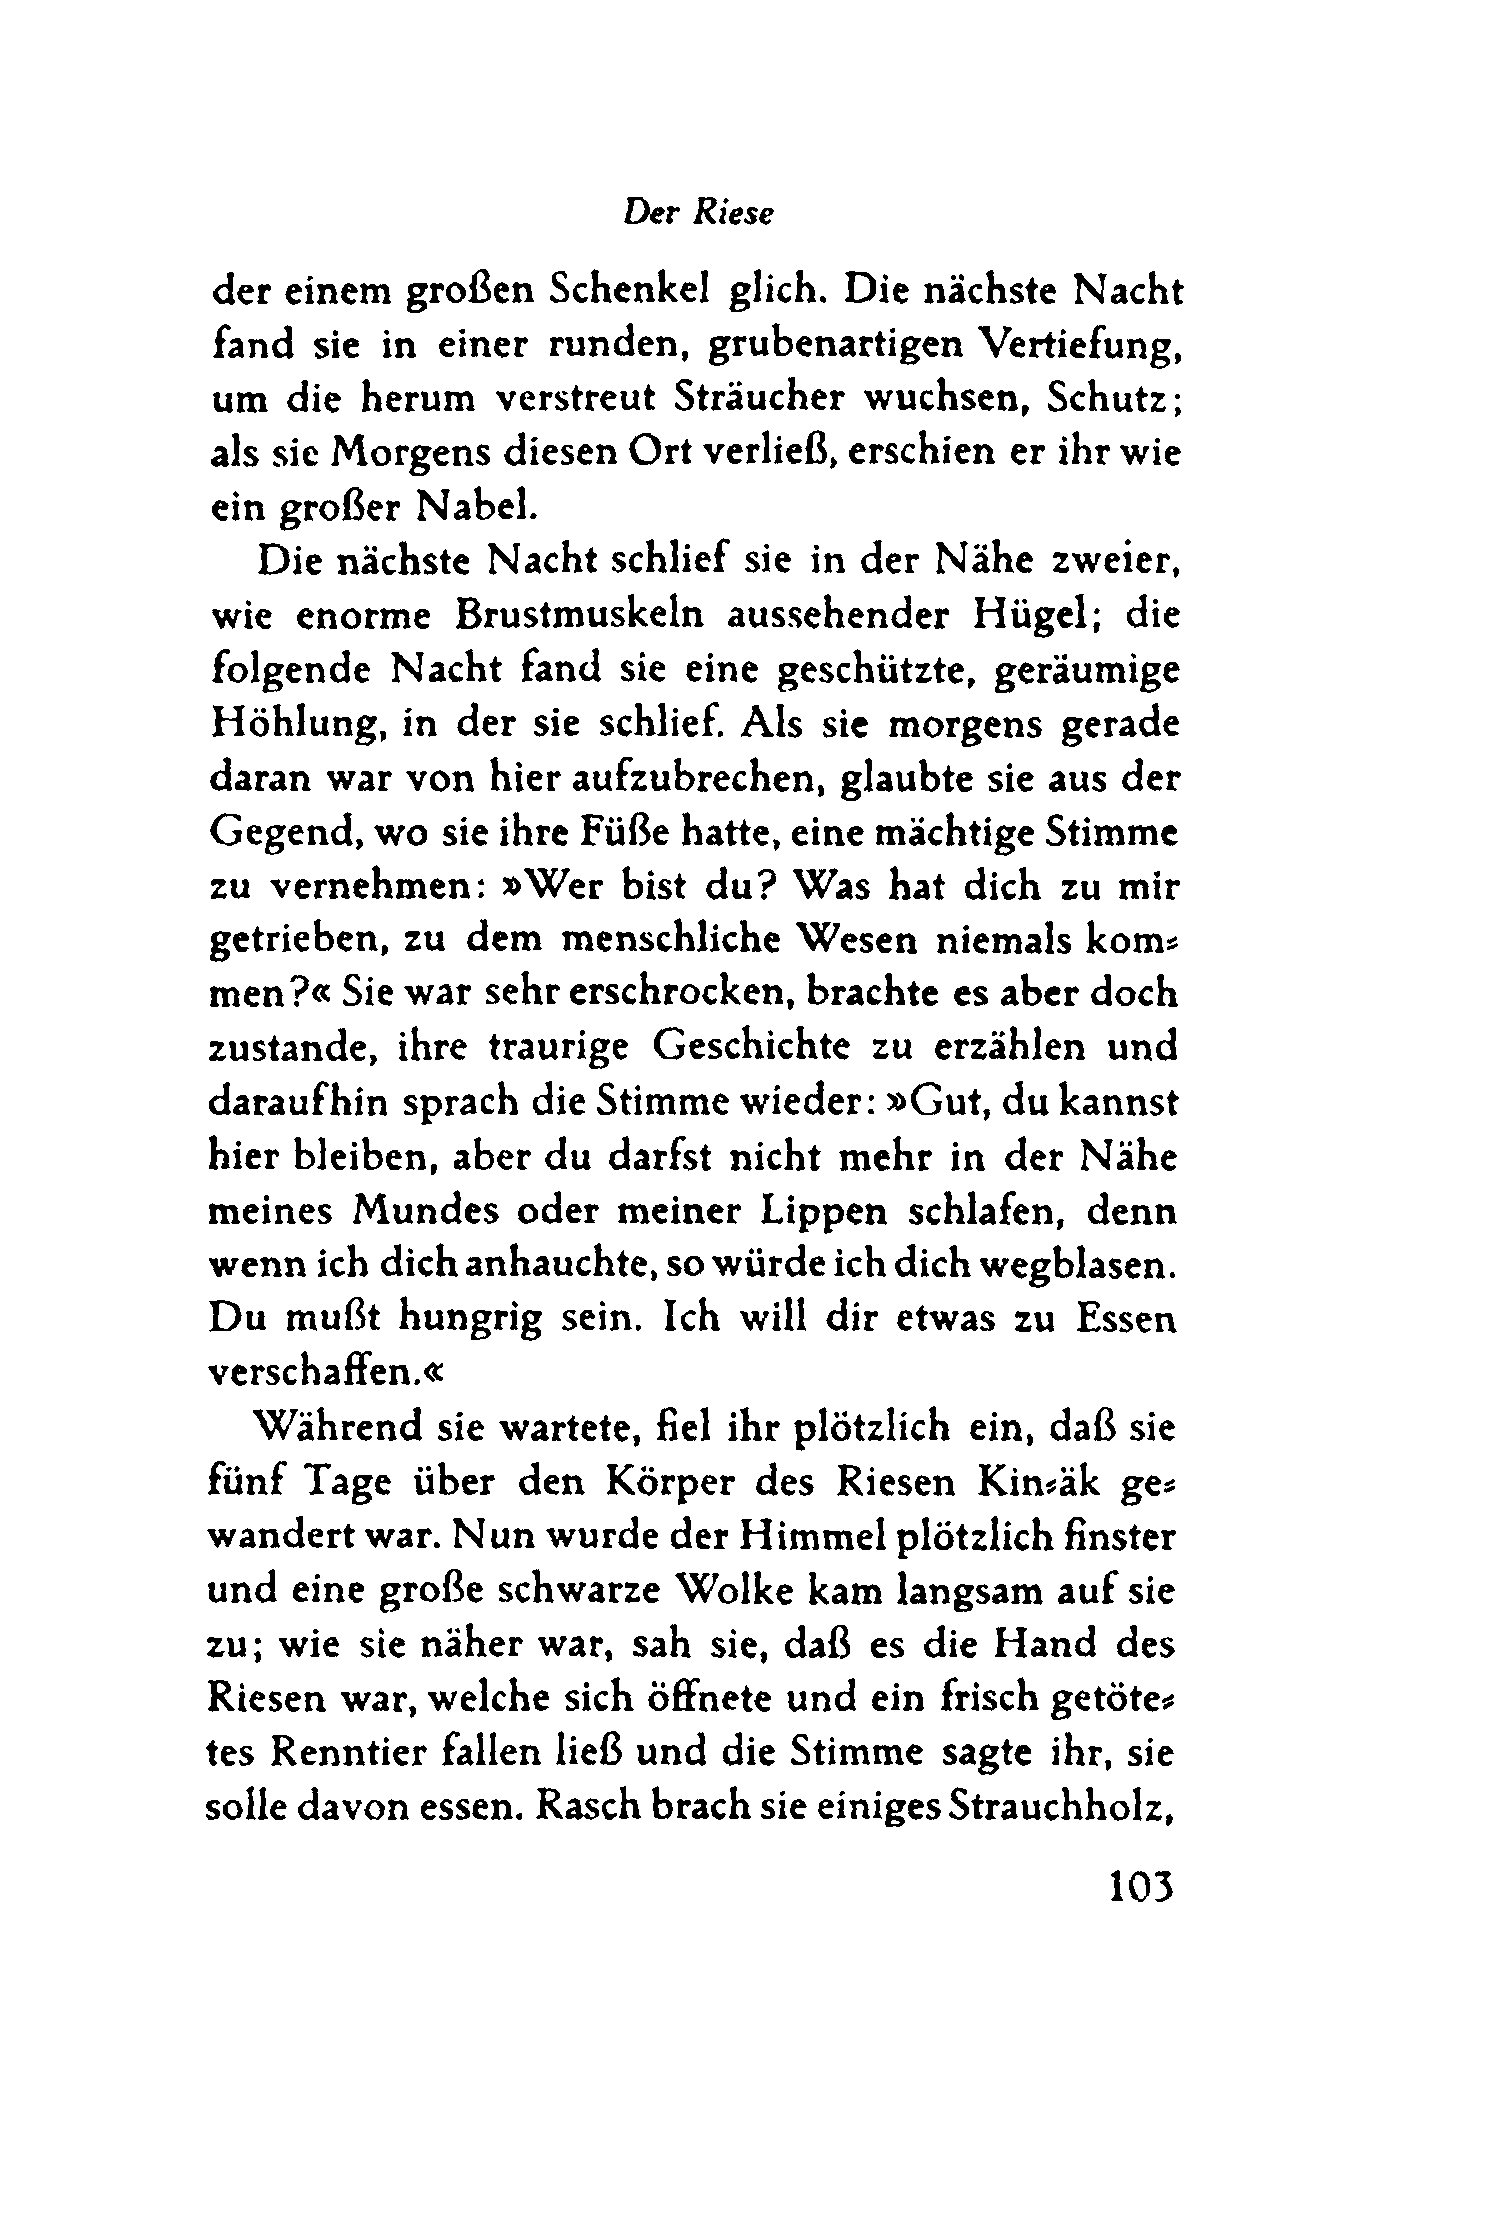 Der Riese
der einem großen Schenkel glich. Die nächste Nacht
fand sie in einer runden, grubenartigen Vertiefung,
um die herum verstreut Sträucher wuchsen, Schutz;
als sie Morgens diesen Ort verließ, erschien er ihr wie
ein großer Nabel.
Die nächste Nacht schlief sie in der Nähe zweier,
wie enorme Brustmuskeln aussehender Hügel; die
folgende Nacht fand sie eine geschützte, geräumige
Höhlung, in der sie schlief. Als sie morgens gerade
daran war von hier aufzubrechen, glaubte sie aus der
Gegend, wo sie ihre Füße hatte, eine mächtige Stimme
zu vernehmen: »Wer bist du? Was hat dich zu mir
getrieben, zu dem menschliche Wesen niemals kom⸗
men?« Sie war sehr erschrocken, brachte es aber doch
zustande, ihre traurige Geschichte zu erzählen und
daraufhin sprach die Stimme wieder: »Gut, du kannst
hier bleiben, aber du darfst nicht mehr in der Nähe
meines Mundes oder meiner Lippen schlafen, denn
wenn ich dich anhauchte, so würde ich dich wegblasen.
Du mußt hungrig sein. Ich will dir etwas zu Essen
verschaffen.«
Während sie wartete, fiel ihr plötzlich ein, daß sie
fünf Tage über den Körper des Riesen Kin⸗äk ge⸗
wandert war. Nun wurde der Himmel plötzlich finster
und eine große schwarze Wolke kam langsam auf sie
zu; wie sie näher war, sah sie, daß es die Hand des
Riesen war, welche sich öffnete und ein frisch getöte⸗
tes Renntier fallen ließ und die Stimme sagte ihr, sie
solle davon essen. Rasch brach sie einiges Strauchholz,
103